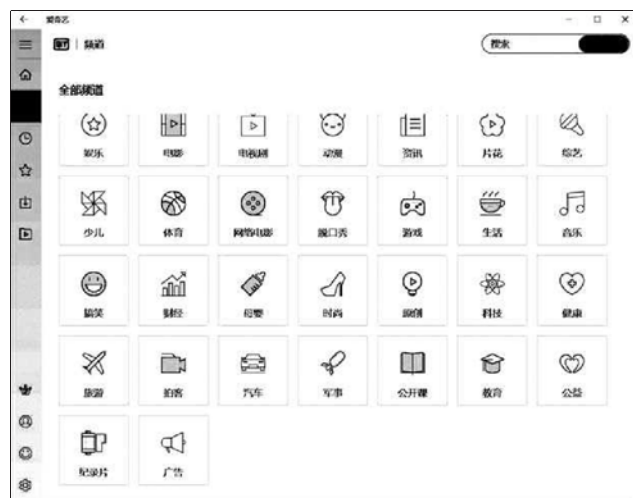 爱奇艺
频道
搜索
全部频道
娱乐 电影 电视剧 动漫 资讯 片花 综艺
少儿 体育 网络电影 脱口秀 游戏 生活 音乐
搞笑 财经 母婴 时尚 原创 科技 健康
旅游 拍客 汽车 军事 公开课 教育 公益
纪录片 广告